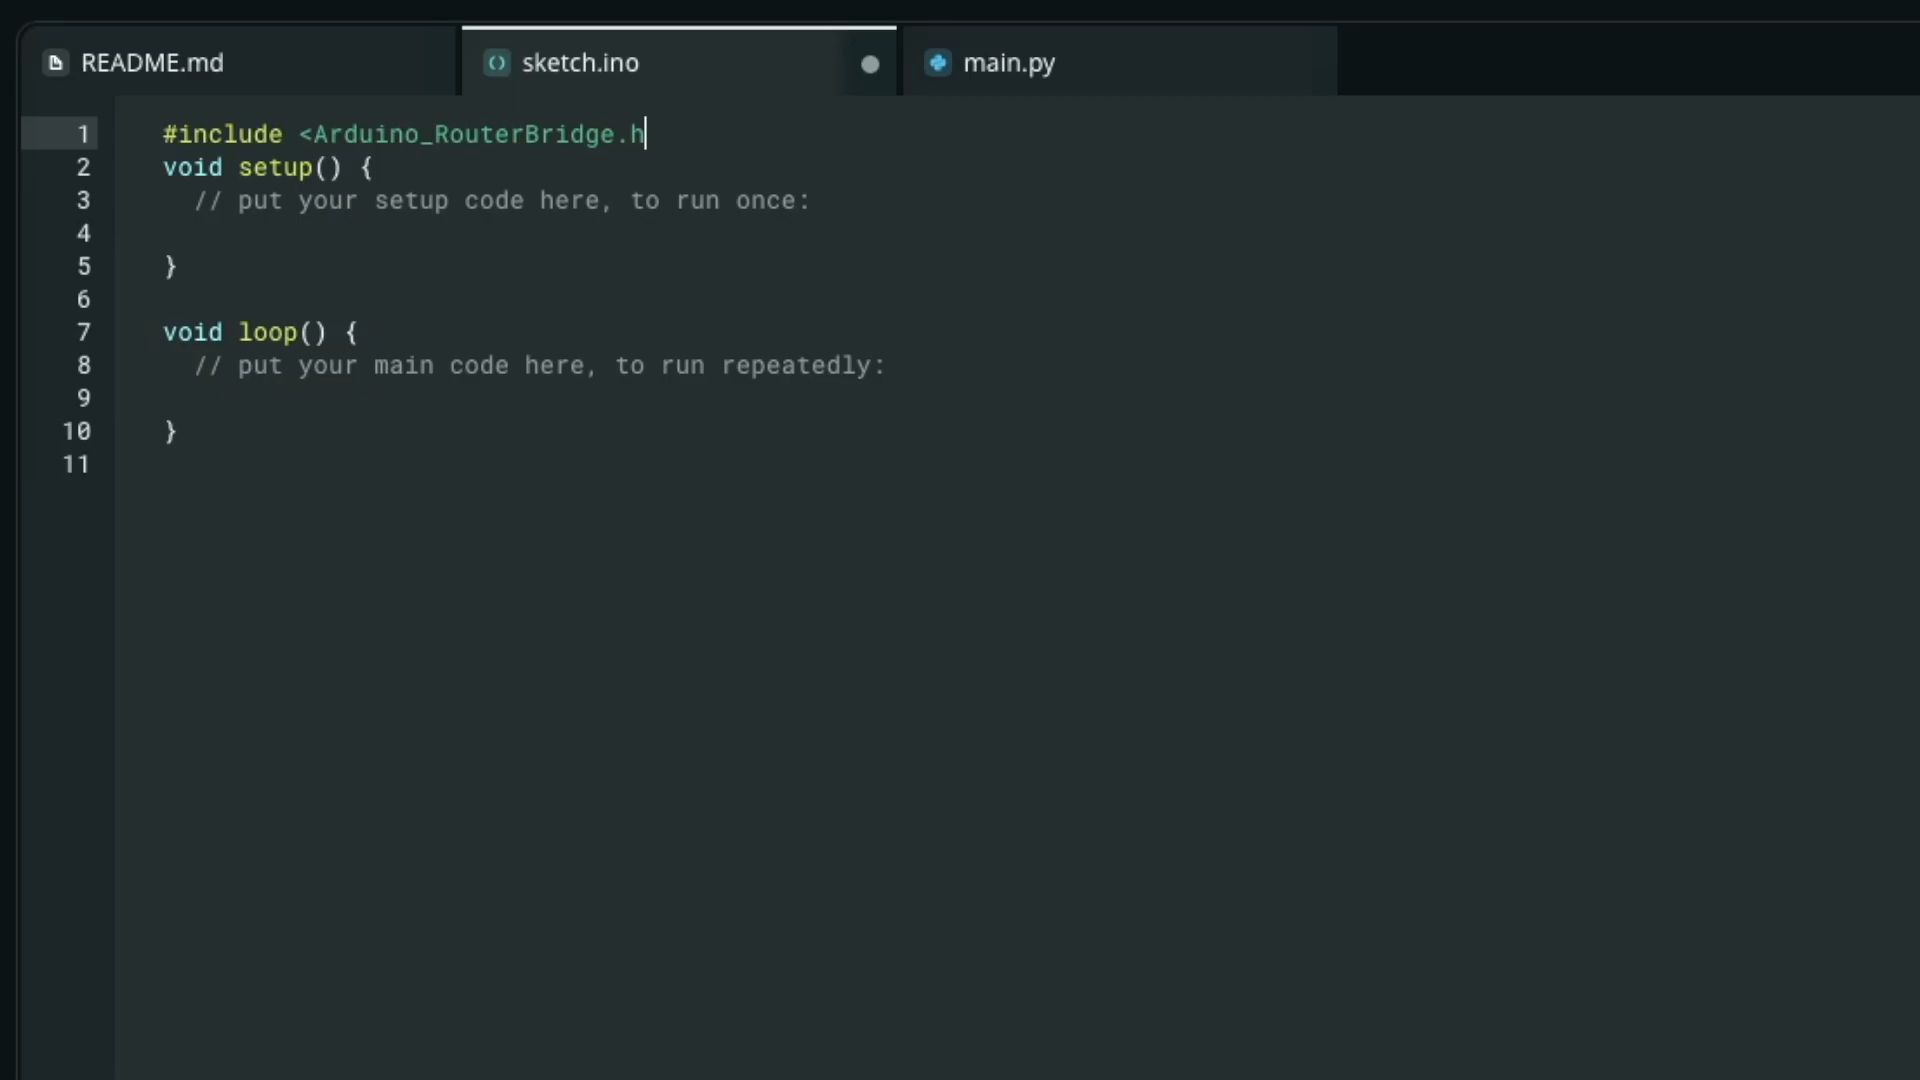 README.md
sketch.ino
main.py
1 #include <Arduino_RouterBridge.h
2 void setup() {
3   // put your setup code here, to run once:
4
5 }
6
7 void loop() {
8   // put your main code here, to run repeatedly:
9
10 }
11